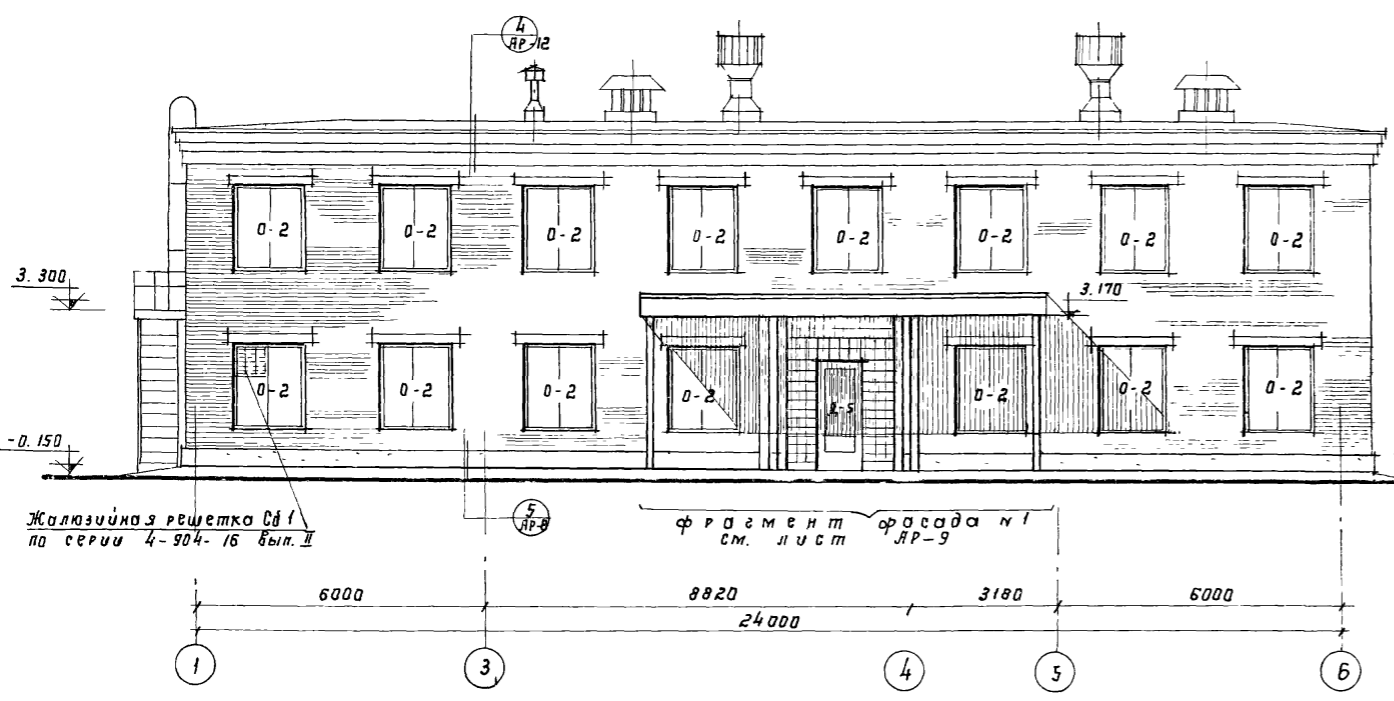 4
АР-12
О-2 О-2 О-2 О-2 О-2 О-2 О-2 О-2
3.300
3.170
О-2 О-2 О-2 О-2 О-2 О-2 О-2
-0.150
5
АР-8
Жалюзийная решетка Сб1
по серии 4-904-16 вып. II
фрагмент фасада №1
см. лист АР-9
6000 8820 3180 6000
24000
1 3 4 5 6